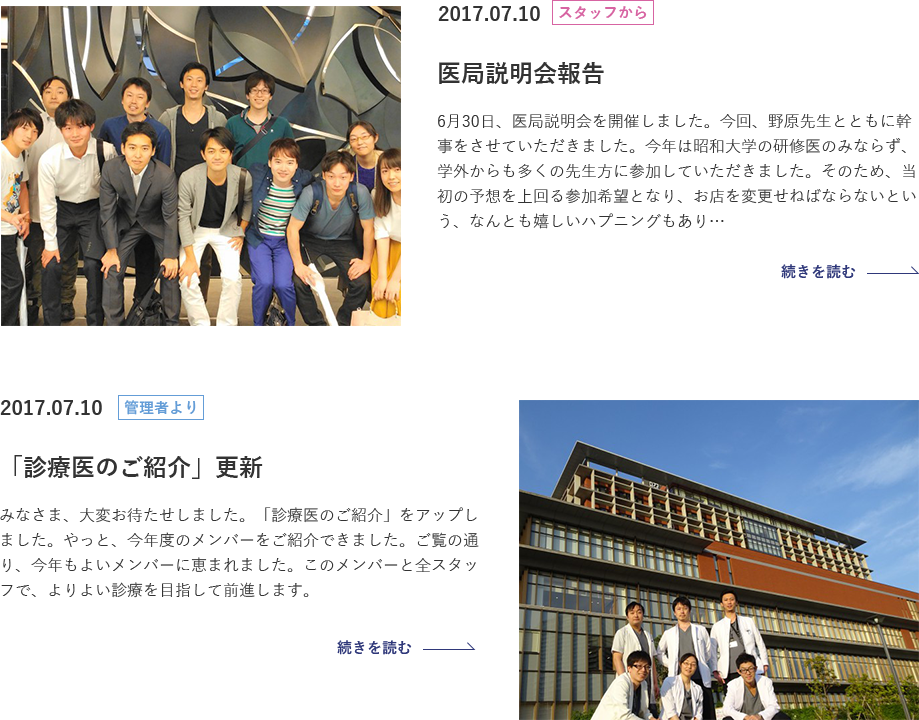 2017.07.10 スタッフから
医局説明会報告
6月30日、医局説明会を開催しました。今回、野原先生とともに幹
事をさせていただきました。今年は昭和大学の研修医のみならず、
学外からも多くの先生方に参加していただきました。そのため、当
初の予想を上回る参加希望となり、お店を変更せねばならないとい
う、なんとも嬉しいハプニングもあり…
続きを読む
2017.07.10 管理者より
「診療医のご紹介」更新
みなさま、大変お待たせしました。「診療医のご紹介」をアップし
ました。やっと、今年度のメンバーをご紹介できました。ご覧の通
り、今年もよいメンバーに恵まれました。このメンバーと全スタッ
フで、よりよい診療を目指して前進します。
続きを読む